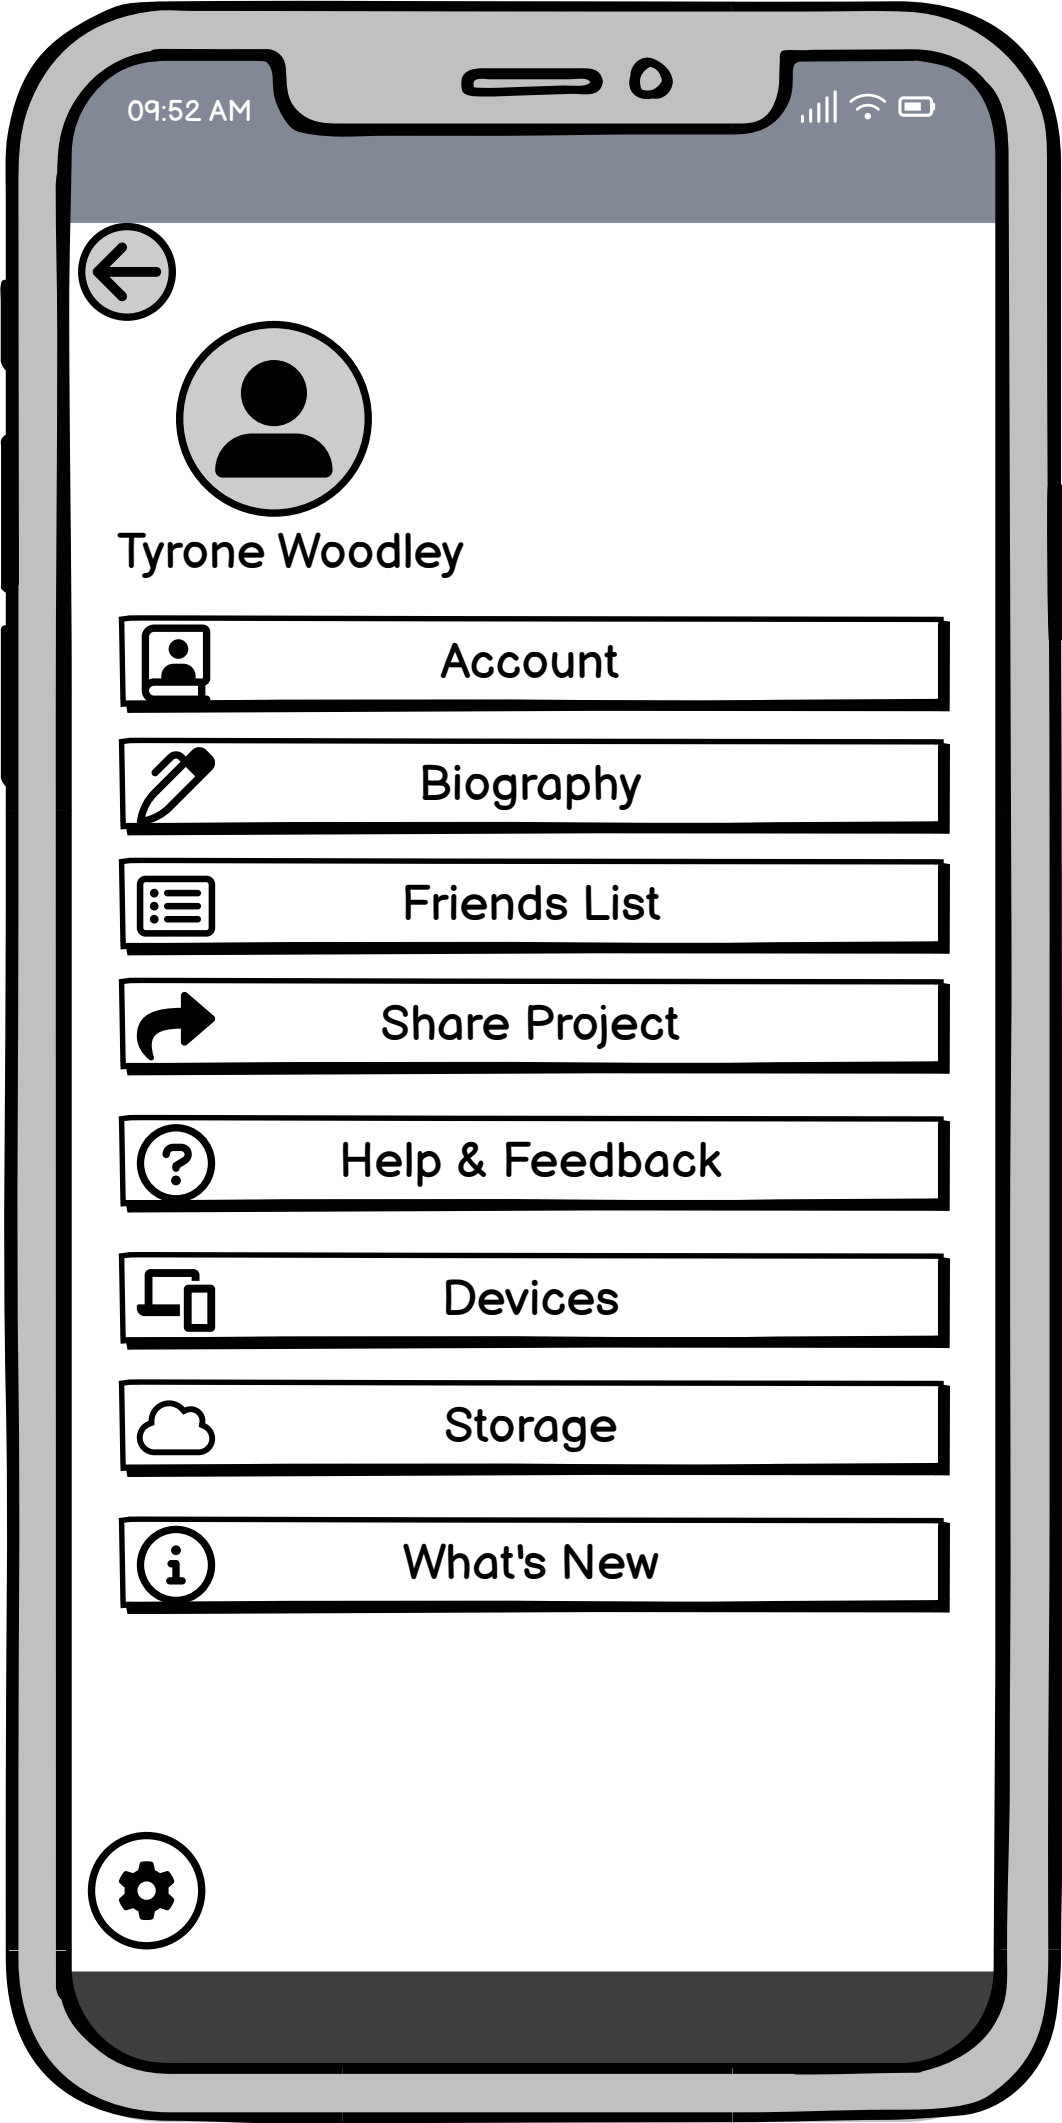 09:52 AM
Tyrone Woodley
Account
Biography
Friends List
Share Project
Help & Feedback
Devices
Storage
What's New